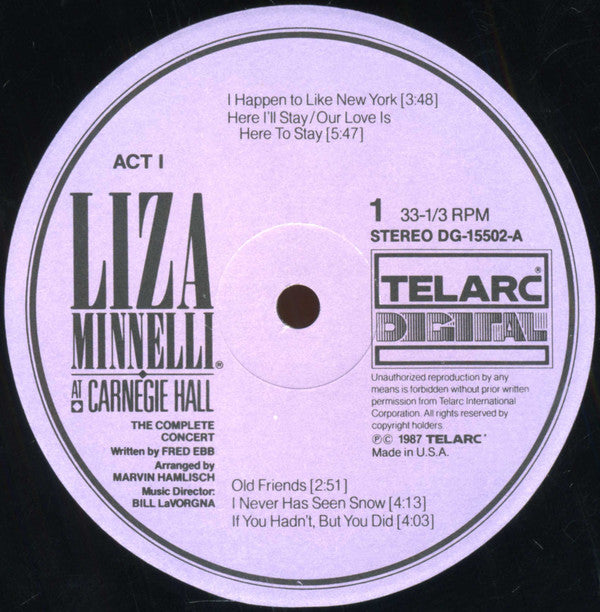 I Happen to Like New York [3:48]
Here I'll Stay/Our Love Is
Here To Stay [5:47]
ACT I
LIZA
MINNELLI®
AT
CARNEGIE HALL
THE COMPLETE
CONCERT
Written by FRED EBB
Arranged by
MARVIN HAMLISCH
Music Director:
BILL LaVORGNA
1 33-1/3 RPM
STEREO DG-15502-A
TELARC®
DIGITAL
Unauthorized reproduction by any
means is forbidden without prior written
permission from Telarc International
Corporation. All rights reserved by
copyright holders.
℗© 1987 TELARC®
Made in U.S.A.
Old Friends [2:51]
I Never Has Seen Snow [4:13]
If You Hadn't, But You Did [4:03]